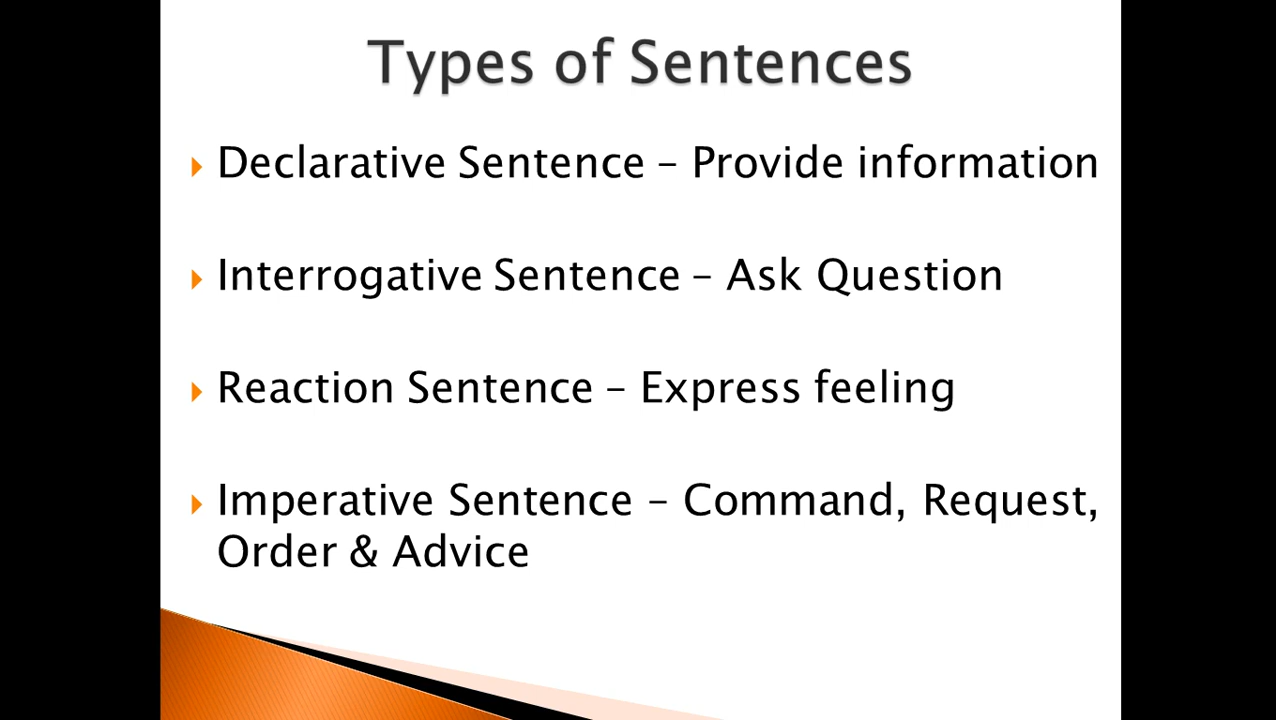 Types of Sentences
Declarative Sentence – Provide information
Interrogative Sentence – Ask Question
Reaction Sentence – Express feeling
Imperative Sentence – Command, Request,
Order & Advice